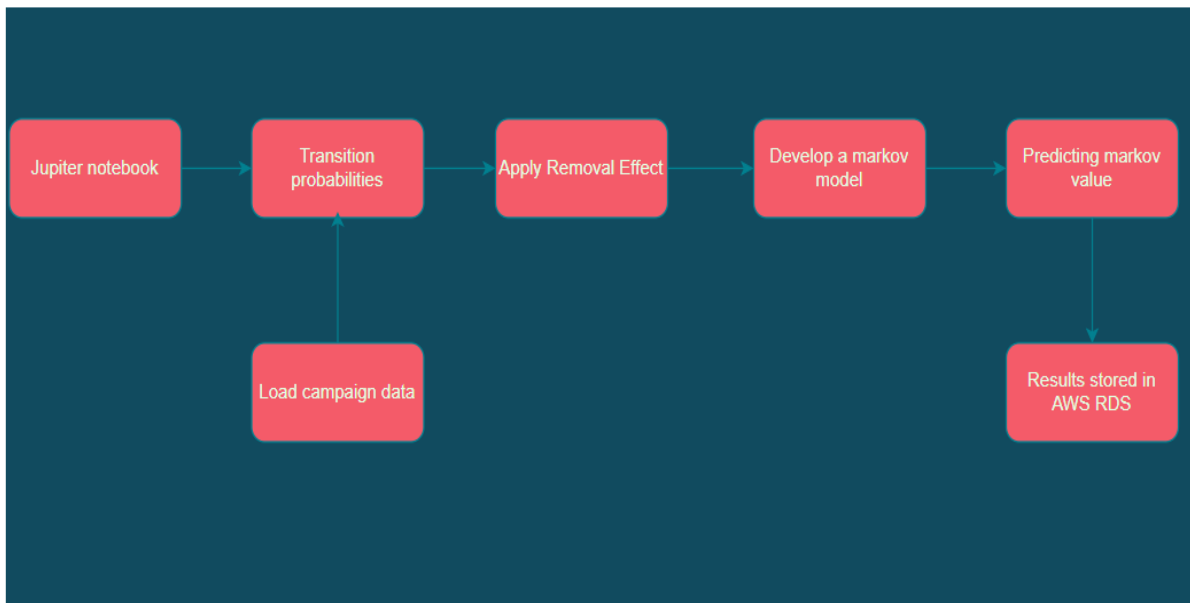 Jupiter notebook
Transition
probabilities
Apply Removal Effect
Develop a markov
model
Predicting markov
value
Load campaign data
Results stored in
AWS RDS